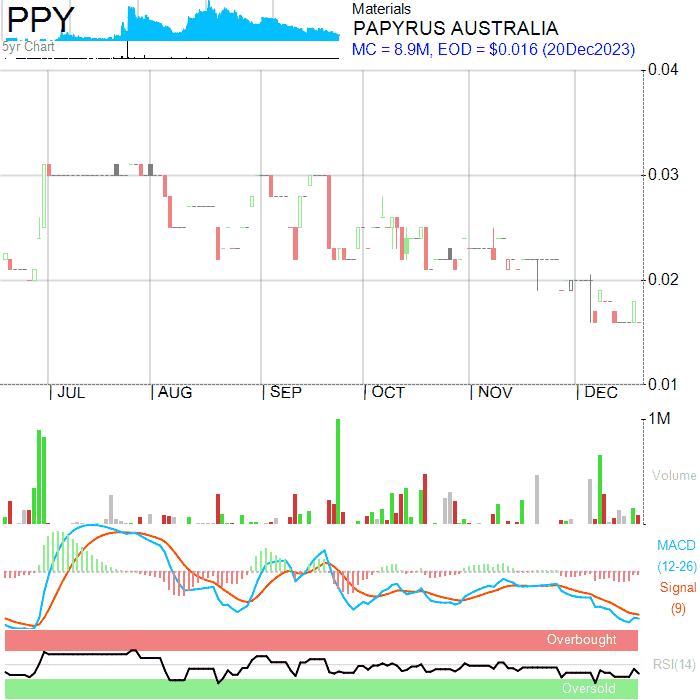 PPY
5yr Chart
Materials
PAPYRUS AUSTRALIA
MC = 8.9M, EOD = $0.016 (20Dec2023)
0.04
0.03
0.02
0.01
JUL AUG SEP OCT NOV DEC
1M
Volume
MACD
(12-26)
Signal
(9)
Overbought
RSI(14)
Oversold